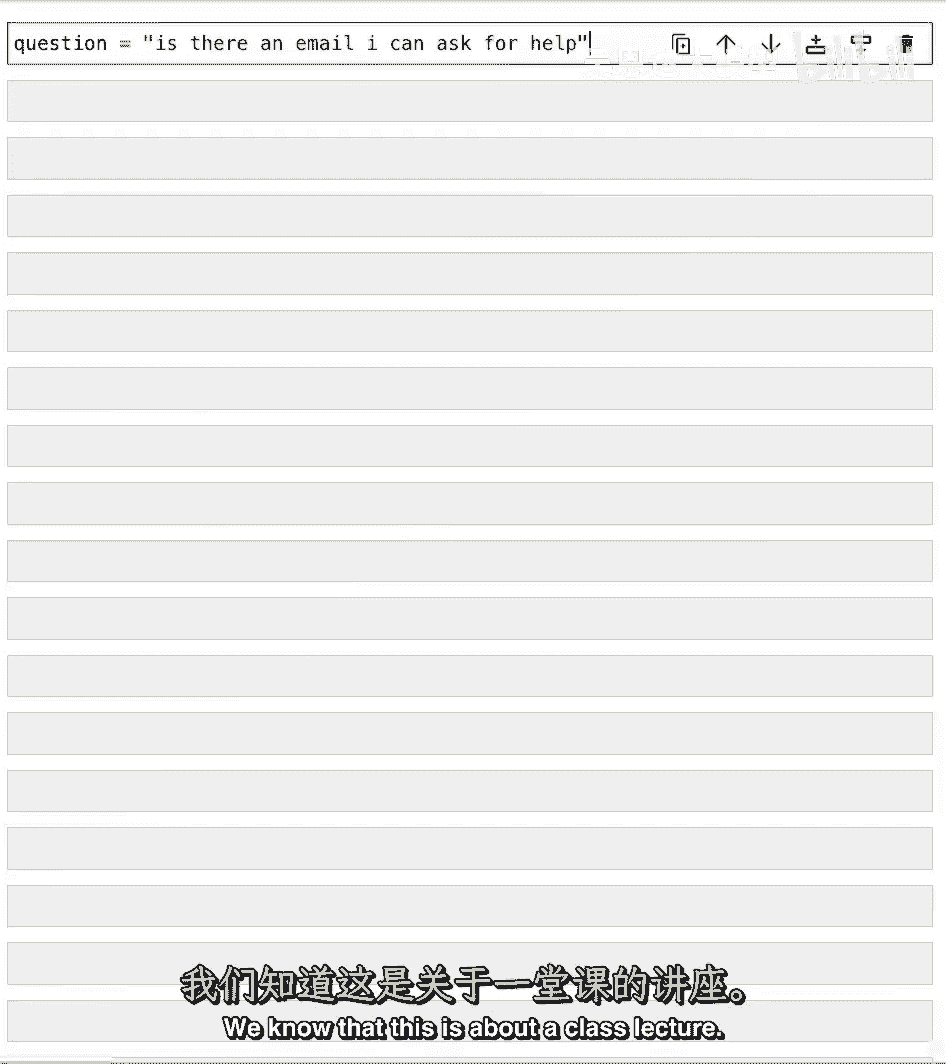 question = "is there an email i can ask for help"
我们知道这是关于一堂课的讲座。
We know that this is about a class lecture.